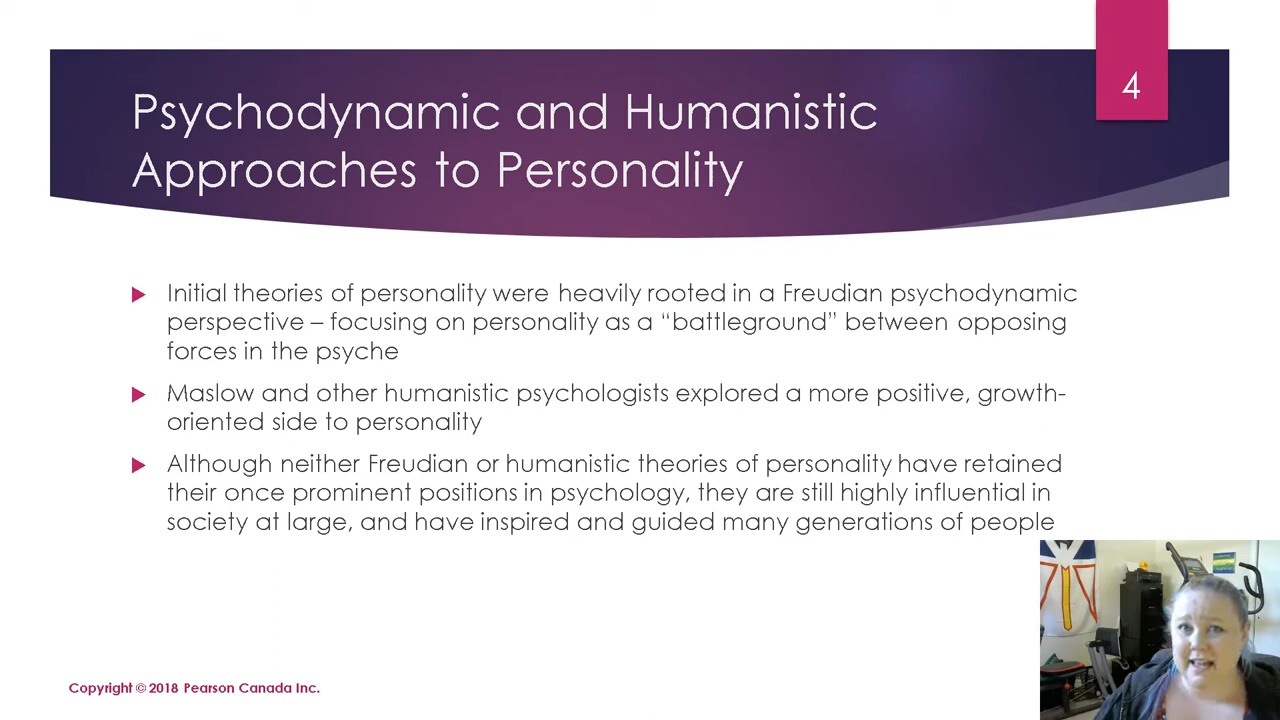 4
Psychodynamic and Humanistic
Approaches to Personality
Initial theories of personality were heavily rooted in a Freudian psychodynamic
perspective – focusing on personality as a “battleground” between opposing
forces in the psyche
Maslow and other humanistic psychologists explored a more positive, growth-
oriented side to personality
Although neither Freudian or humanistic theories of personality have retained
their once prominent positions in psychology, they are still highly influential in
society at large, and have inspired and guided many generations of people
Copyright © 2018 Pearson Canada Inc.